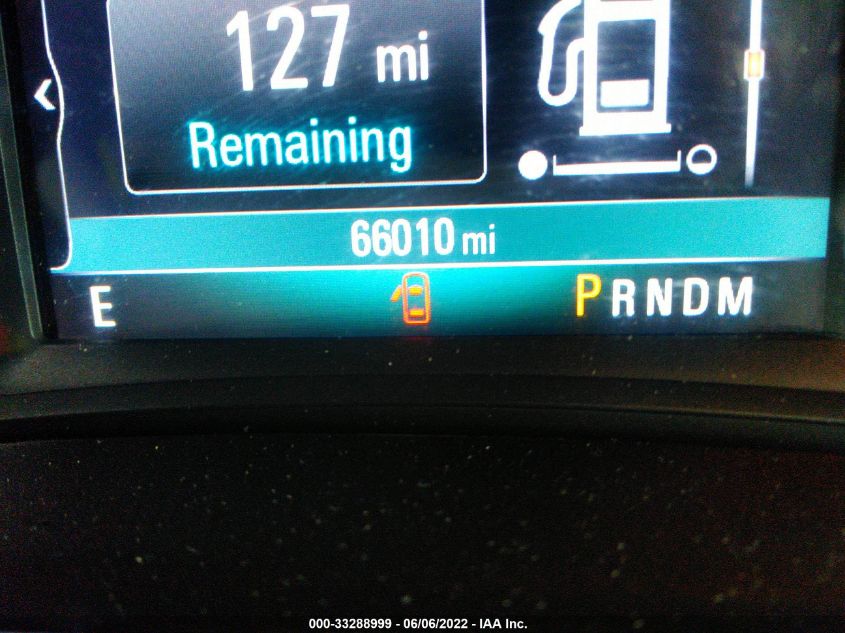 127 mi
Remaining
66010 mi
E
PRNDM
000-33288999 - 06/06/2022 - IAA Inc.